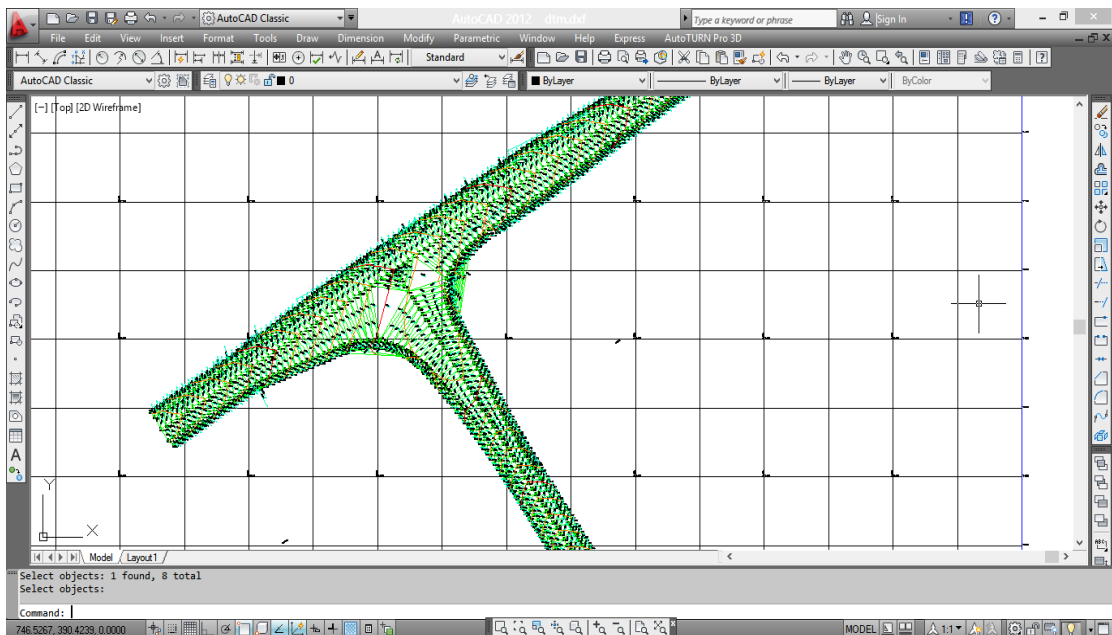 AutoCAD Classic
AutoCAD 2012 dtm.dxf
Type a keyword or phrase
Sign In
File Edit View Insert Format Tools Draw Dimension Modify Parametric Window Help Express AutoTURN Pro 3D
Standard
AutoCAD Classic
0
ByLayer
ByLayer
ByLayer
ByColor
[−] [Top] [2D Wireframe]
Y
X
Model Layout1
Select objects: 1 found, 8 total
Select objects:
Command:
746.5267, 390.4239, 0.0000
MODEL
1:1